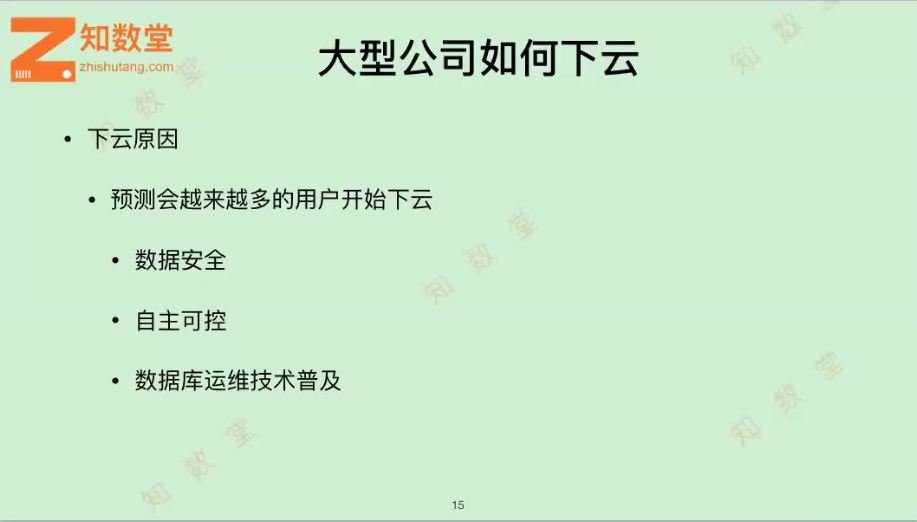 知数堂
zhishutang.com
大型公司如何下云
• 下云原因
• 预测会越来越多的用户开始下云
• 数据安全
• 自主可控
• 数据库运维技术普及
知数堂
知数堂
知数堂
知数堂
知数堂
15